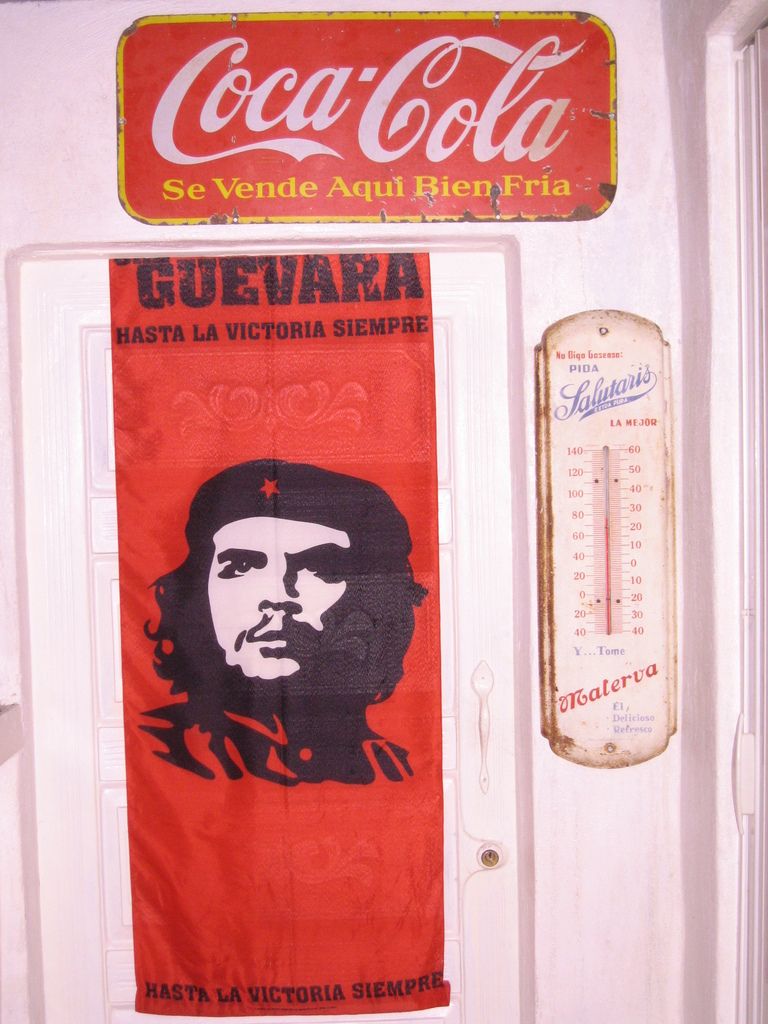 Coca-Cola
Se Vende Aqui Bien Fria
GUEVARA
HASTA LA VICTORIA SIEMPRE
HASTA LA VICTORIA SIEMPRE
No Diga Gaseosa:
PIDA
Salutaris
LA MEJOR
140 60
120 50
100 40
80 30
60 20
40 10
20 0
0 20
20 30
40 40
Y...Tome
Materva
El
Delicioso
Refresco